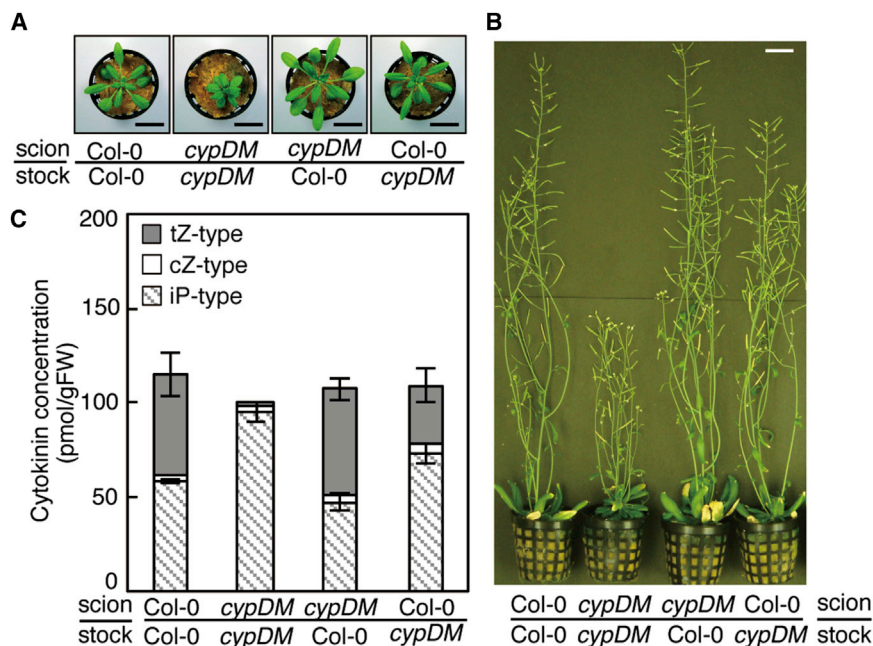 A
scion Col-0 cypDM cypDM Col-0
stock Col-0 cypDM Col-0 cypDM
B
C
200
150
100
50
0
Cytokinin concentration
(pmol/gFW)
tZ-type
cZ-type
iP-type
scion Col-0 cypDM cypDM Col-0
stock Col-0 cypDM Col-0 cypDM
Col-0 cypDM cypDM Col-0 scion
Col-0 cypDM Col-0 cypDM stock